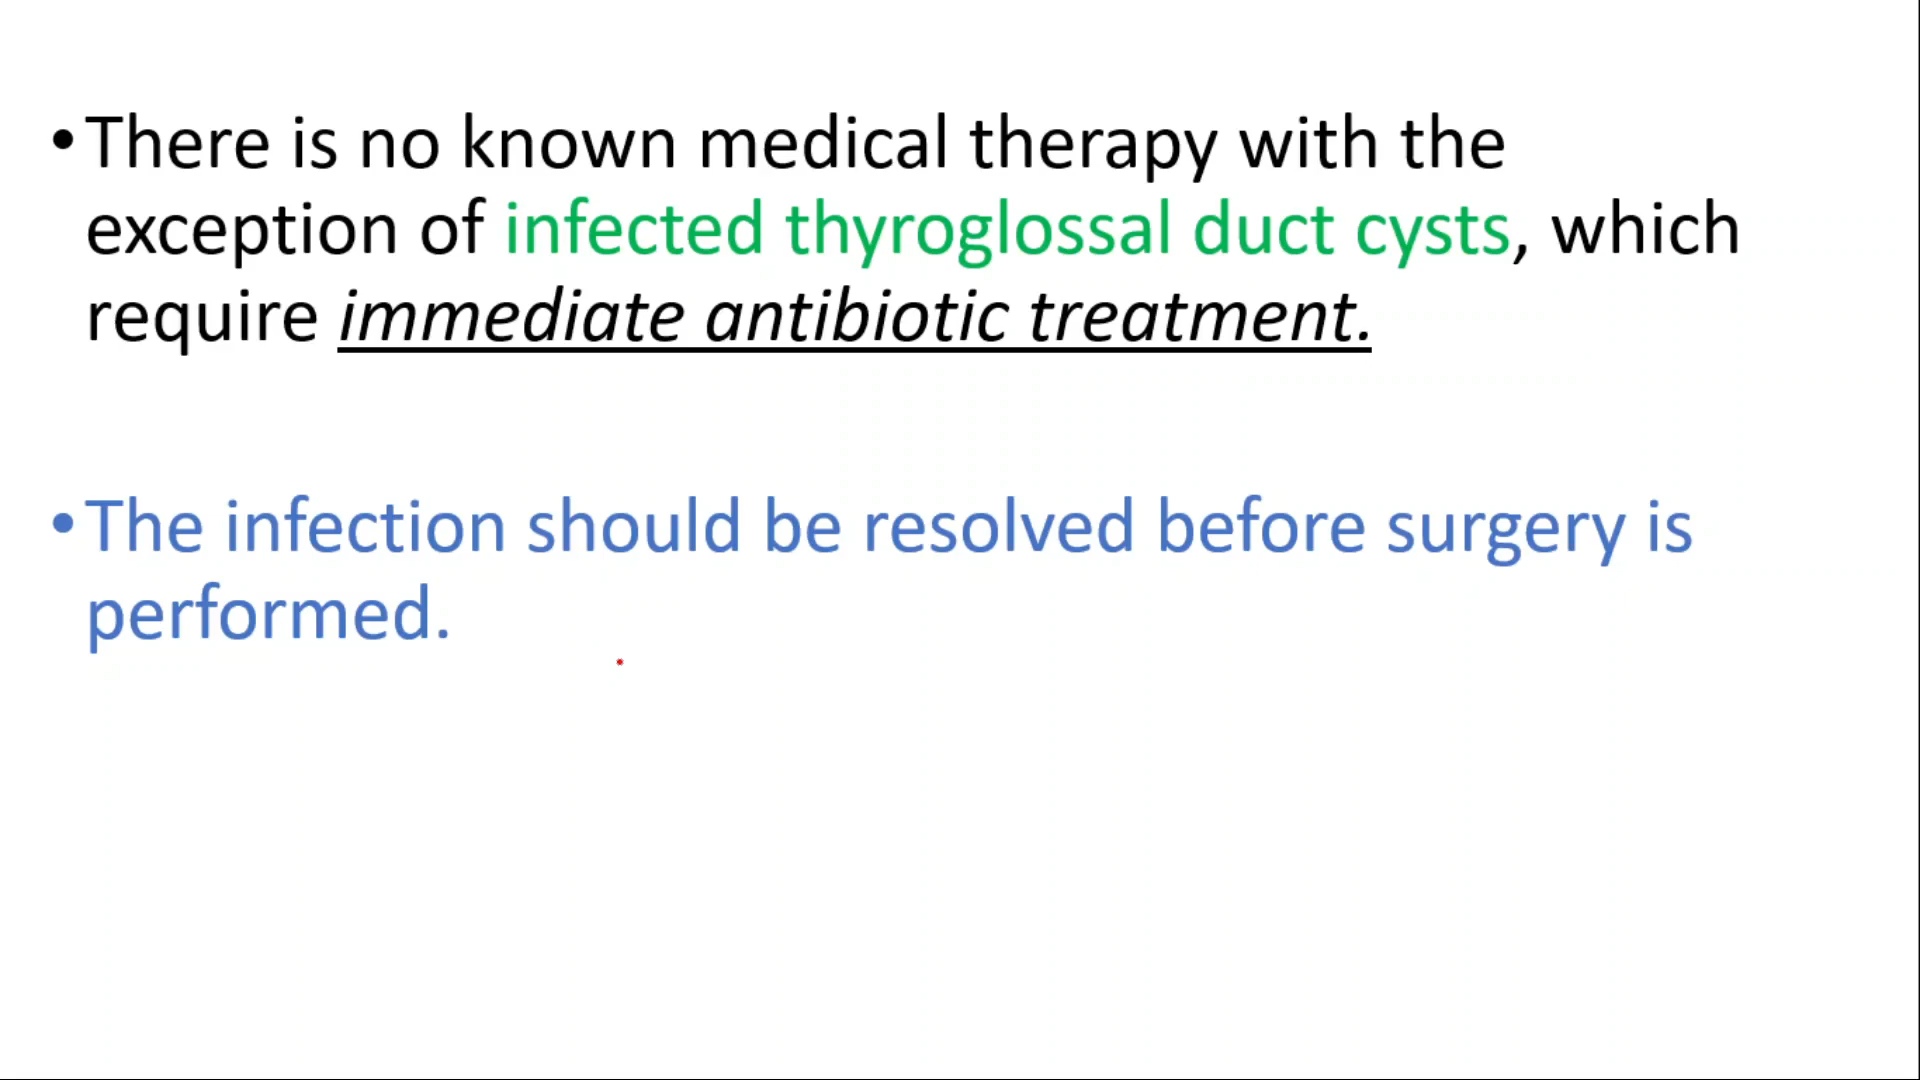 •There is no known medical therapy with the
exception of infected thyroglossal duct cysts, which
require immediate antibiotic treatment.
•The infection should be resolved before surgery is
performed.